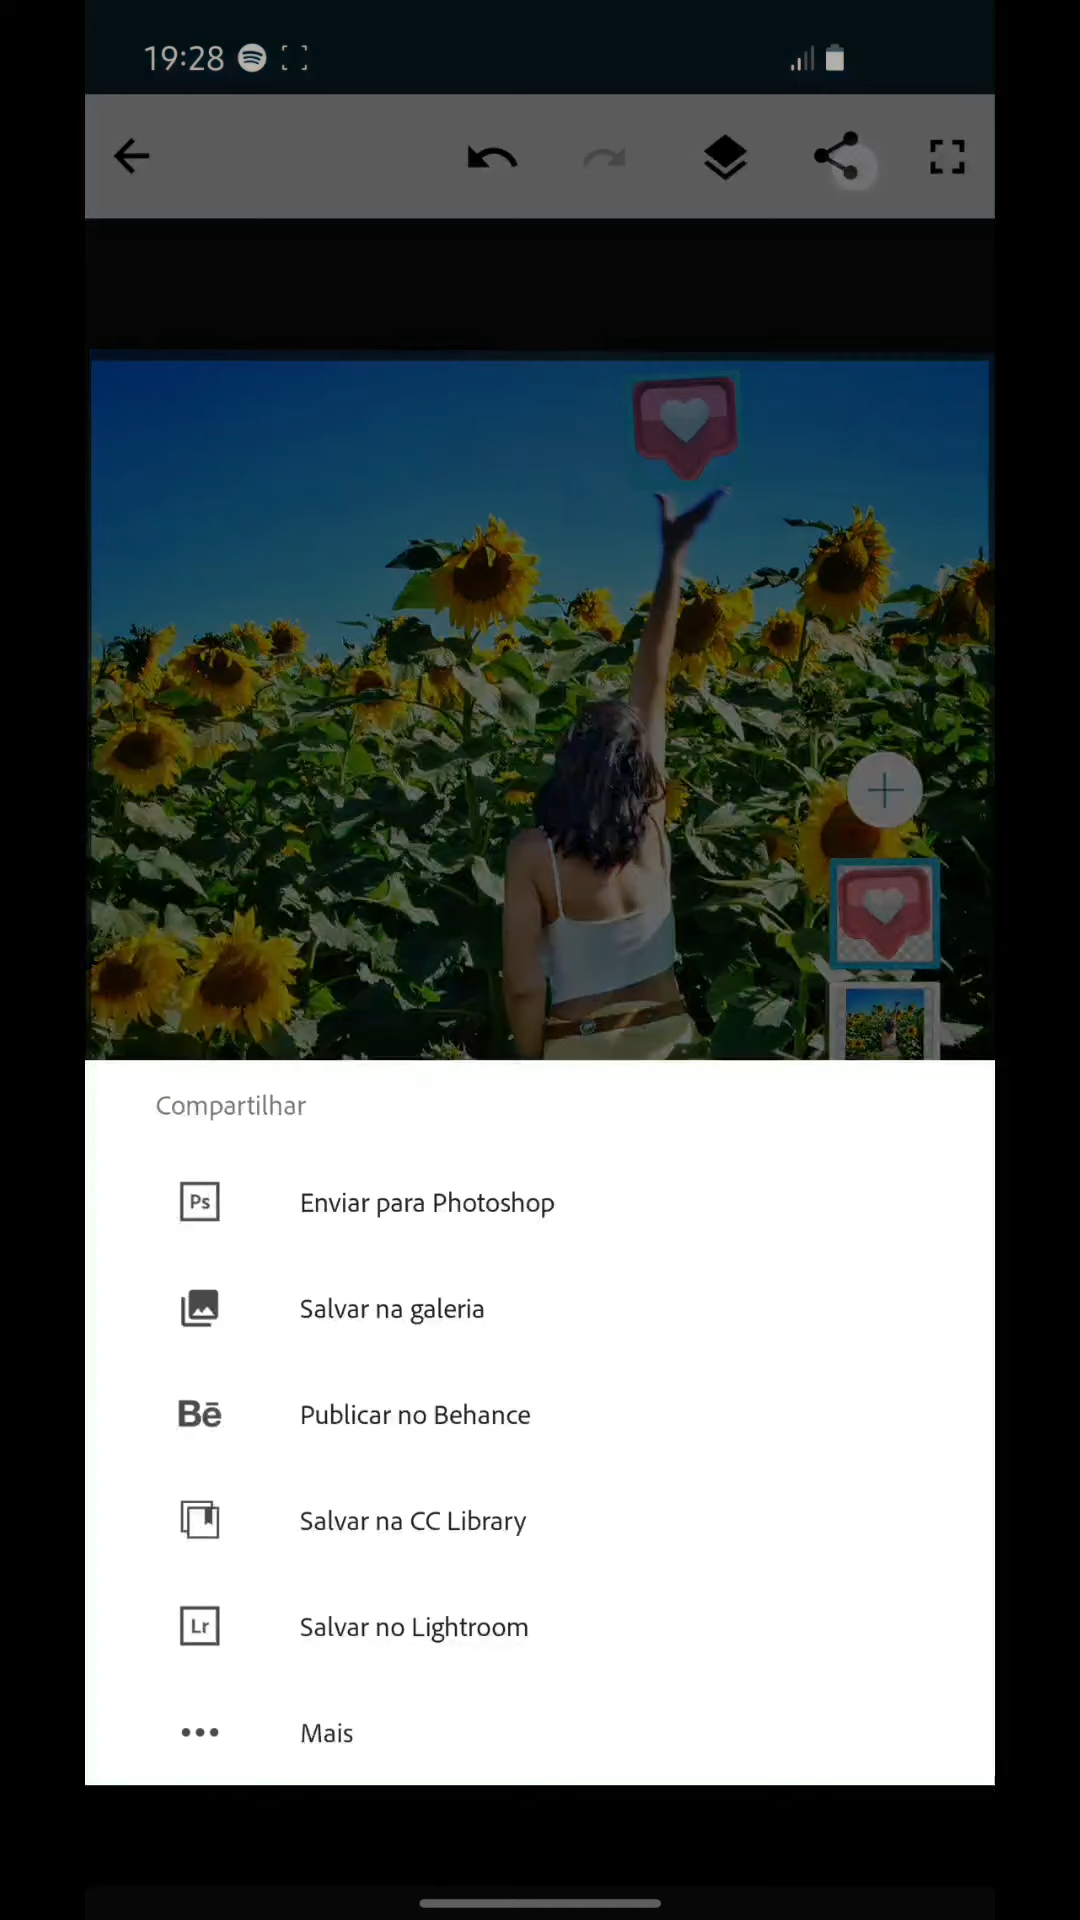 19:28
Compartilhar
Ps Enviar para Photoshop
Salvar na galeria
Bē Publicar no Behance
Salvar na CC Library
Lr Salvar no Lightroom
Mais